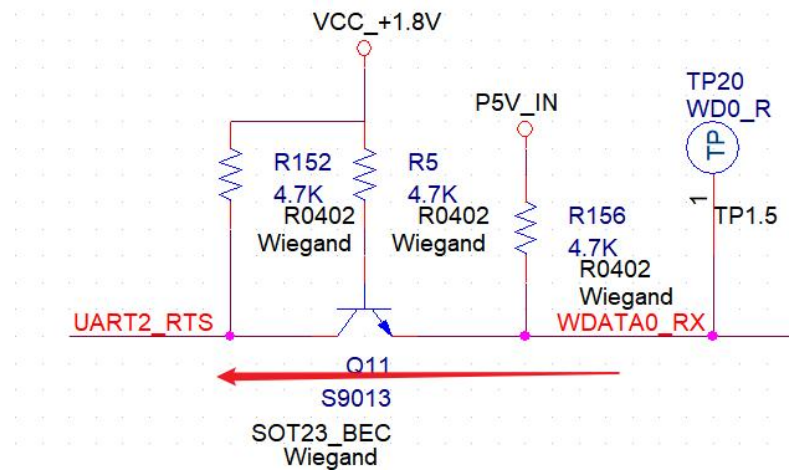 VCC_+1.8V
TP20
WD0_R
P5V_IN
TP
R152
4.7K
R0402
Wiegand
R5
4.7K
R0402
Wiegand
R156
4.7K
R0402
Wiegand
1
TP1.5
UART2_RTS
WDATA0_RX
Q11
S9013
SOT23_BEC
Wiegand